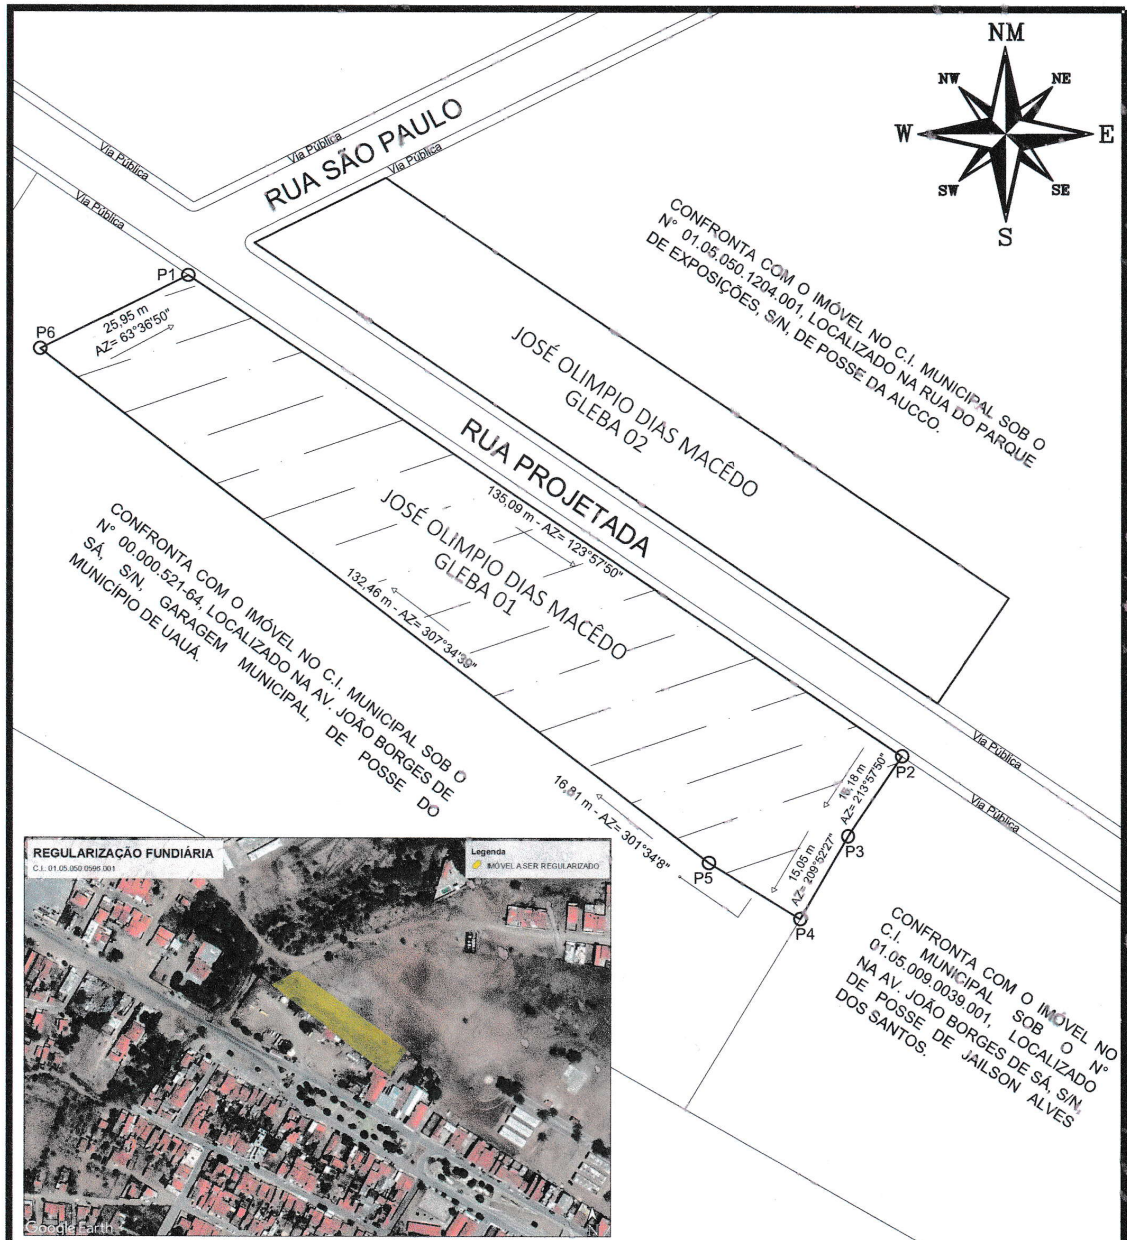 NM
NW
NE
W
E
SW
SE
S
Via Pública
Via Pública
RUA SÃO PAULO
Via Pública
Via Pública
P1
25,95 m
AZ= 63°36'50"
P6
CONFRONTA COM O IMÓVEL NO C.I. MUNICIPAL SOB O
N° 01.05.050.1204.001, LOCALIZADO NA RUA DO PARQUE
DE EXPOSIÇÕES, S/N, DE POSSE DA AUCCO.
JOSÉ OLIMPIO DIAS MACÊDO
GLEBA 02
RUA PROJETADA
135,09 m - AZ= 123°57'50"
JOSÉ OLIMPIO DIAS MACÊDO
GLEBA 01
132,46 m - AZ= 307°34'39"
CONFRONTA COM O IMÓVEL NO C.I. MUNICIPAL SOB O
N° 00.000.521-64, LOCALIZADO NA AV. JOÃO BORGES DE
SÁ, S/N, GARAGEM MUNICIPAL, DE POSSE DO
MUNICÍPIO DE UAUÁ.
Via Pública
P2
Via Pública
16,18 m
AZ= 213°57'50"
P3
16,81 m - AZ= 301°34'8"
15,05 m
AZ= 209°52'27"
P5
P4
CONFRONTA COM O IMÓVEL NO
C.I. MUNICIPAL SOB O N°
01.05.009.0039.001, LOCALIZADO
NA AV. JOÃO BORGES DE SÁ, S/N,
DE POSSE DE JAILSON ALVES
DOS SANTOS.
REGULARIZAÇÃO FUNDIÁRIA
C.I. 01.05.050.0596.001
Legenda
IMÓVEL A SER REGULARIZADO
Google Earth
N